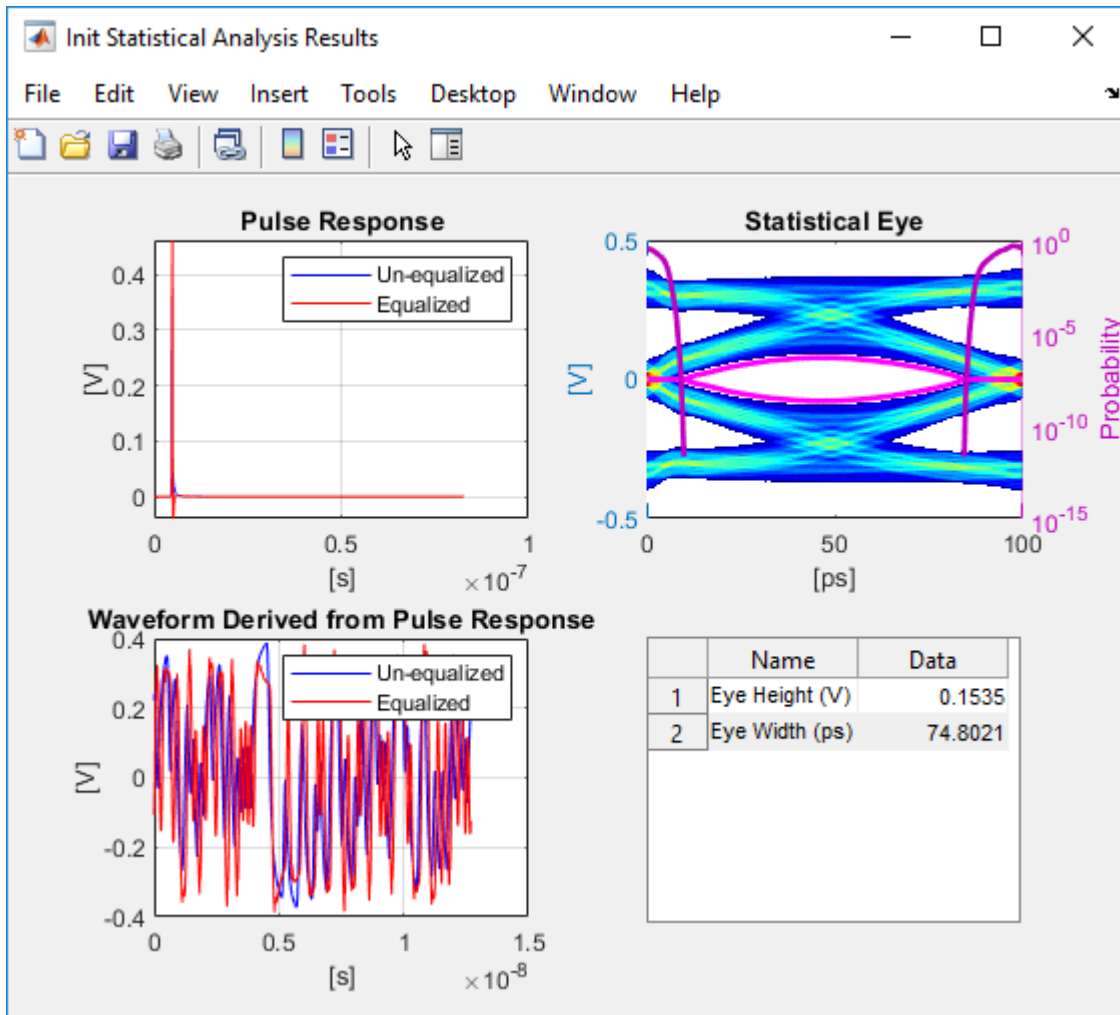 Init Statistical Analysis Results
File Edit View Insert Tools Desktop Window Help
Pulse Response
[V]
0.4
0.3
0.2
0.1
0
Un-equalized
Equalized
0 0.5 1
[s]
×10^-7
Statistical Eye
[V]
0.5
0
-0.5
10^0
10^-5
10^-10
10^-15
Probability
0 50 100
[ps]
Waveform Derived from Pulse Response
[V]
0.4
0.2
0
-0.2
-0.4
Un-equalized
Equalized
0 0.5 1 1.5
[s]
×10^-8
Name Data
1 Eye Height (V) 0.1535
2 Eye Width (ps) 74.8021